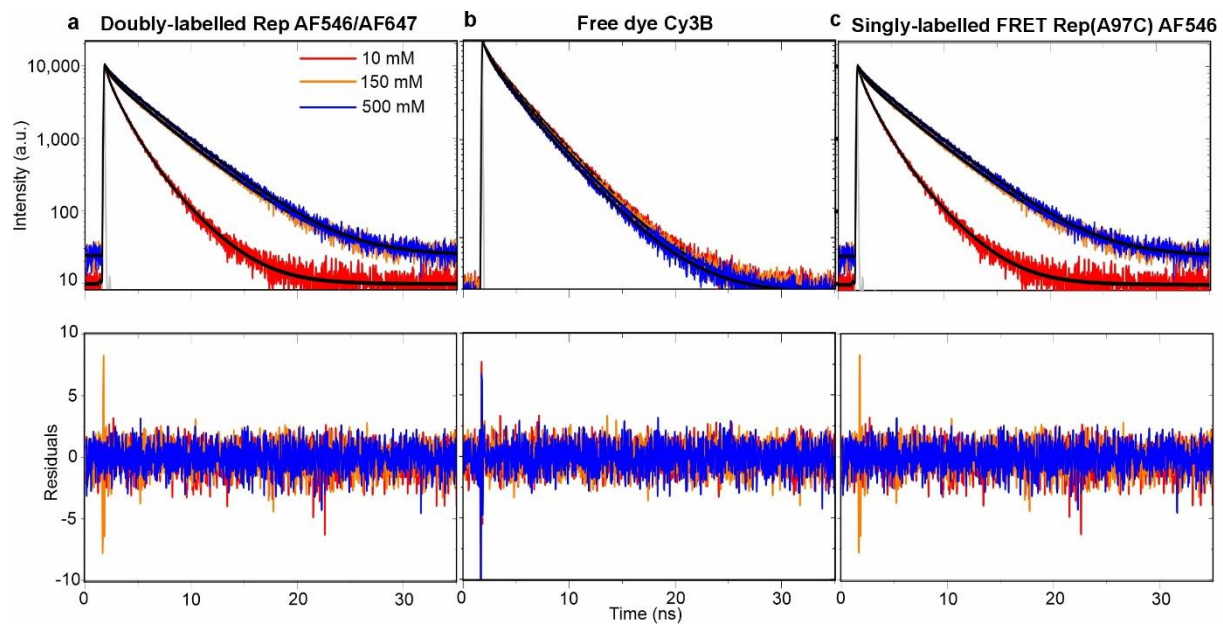 a Doubly-labelled Rep AF546/AF647
b Free dye Cy3B
c Singly-labelled FRET Rep(A97C) AF546
10 mM
150 mM
500 mM
Intensity (a.u.)
10,000
1,000
100
10
Residuals
10
5
0
-5
-10
0 10 20 30
0 10 20 30
0 10 20 30
Time (ns)